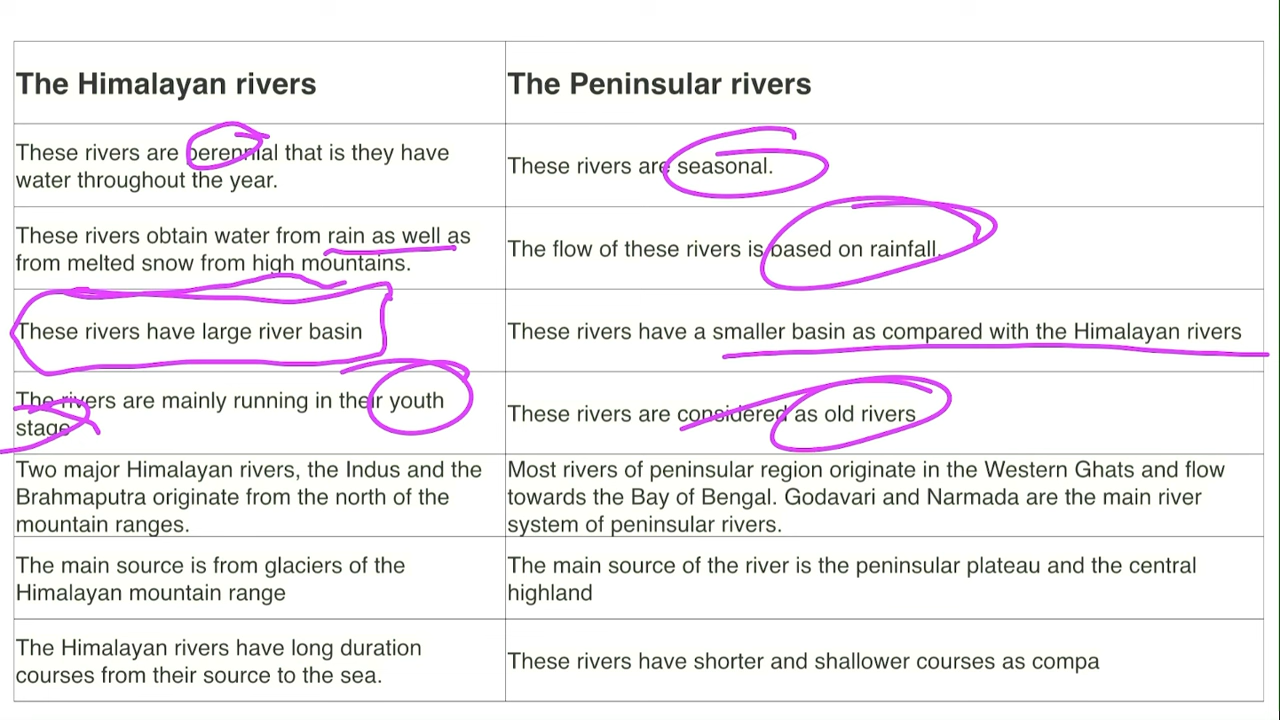 The Himalayan rivers
The Peninsular rivers
These rivers are perennial that is they have
water throughout the year.
These rivers are seasonal.
These rivers obtain water from rain as well as
from melted snow from high mountains.
The flow of these rivers is based on rainfall.
These rivers have large river basin
These rivers have a smaller basin as compared with the Himalayan rivers
The rivers are mainly running in their youth
stage
These rivers are considered as old rivers
Two major Himalayan rivers, the Indus and the
Brahmaputra originate from the north of the
mountain ranges.
Most rivers of peninsular region originate in the Western Ghats and flow
towards the Bay of Bengal. Godavari and Narmada are the main river
system of peninsular rivers.
The main source is from glaciers of the
Himalayan mountain range
The main source of the river is the peninsular plateau and the central
highland
The Himalayan rivers have long duration
courses from their source to the sea.
These rivers have shorter and shallower courses as compa